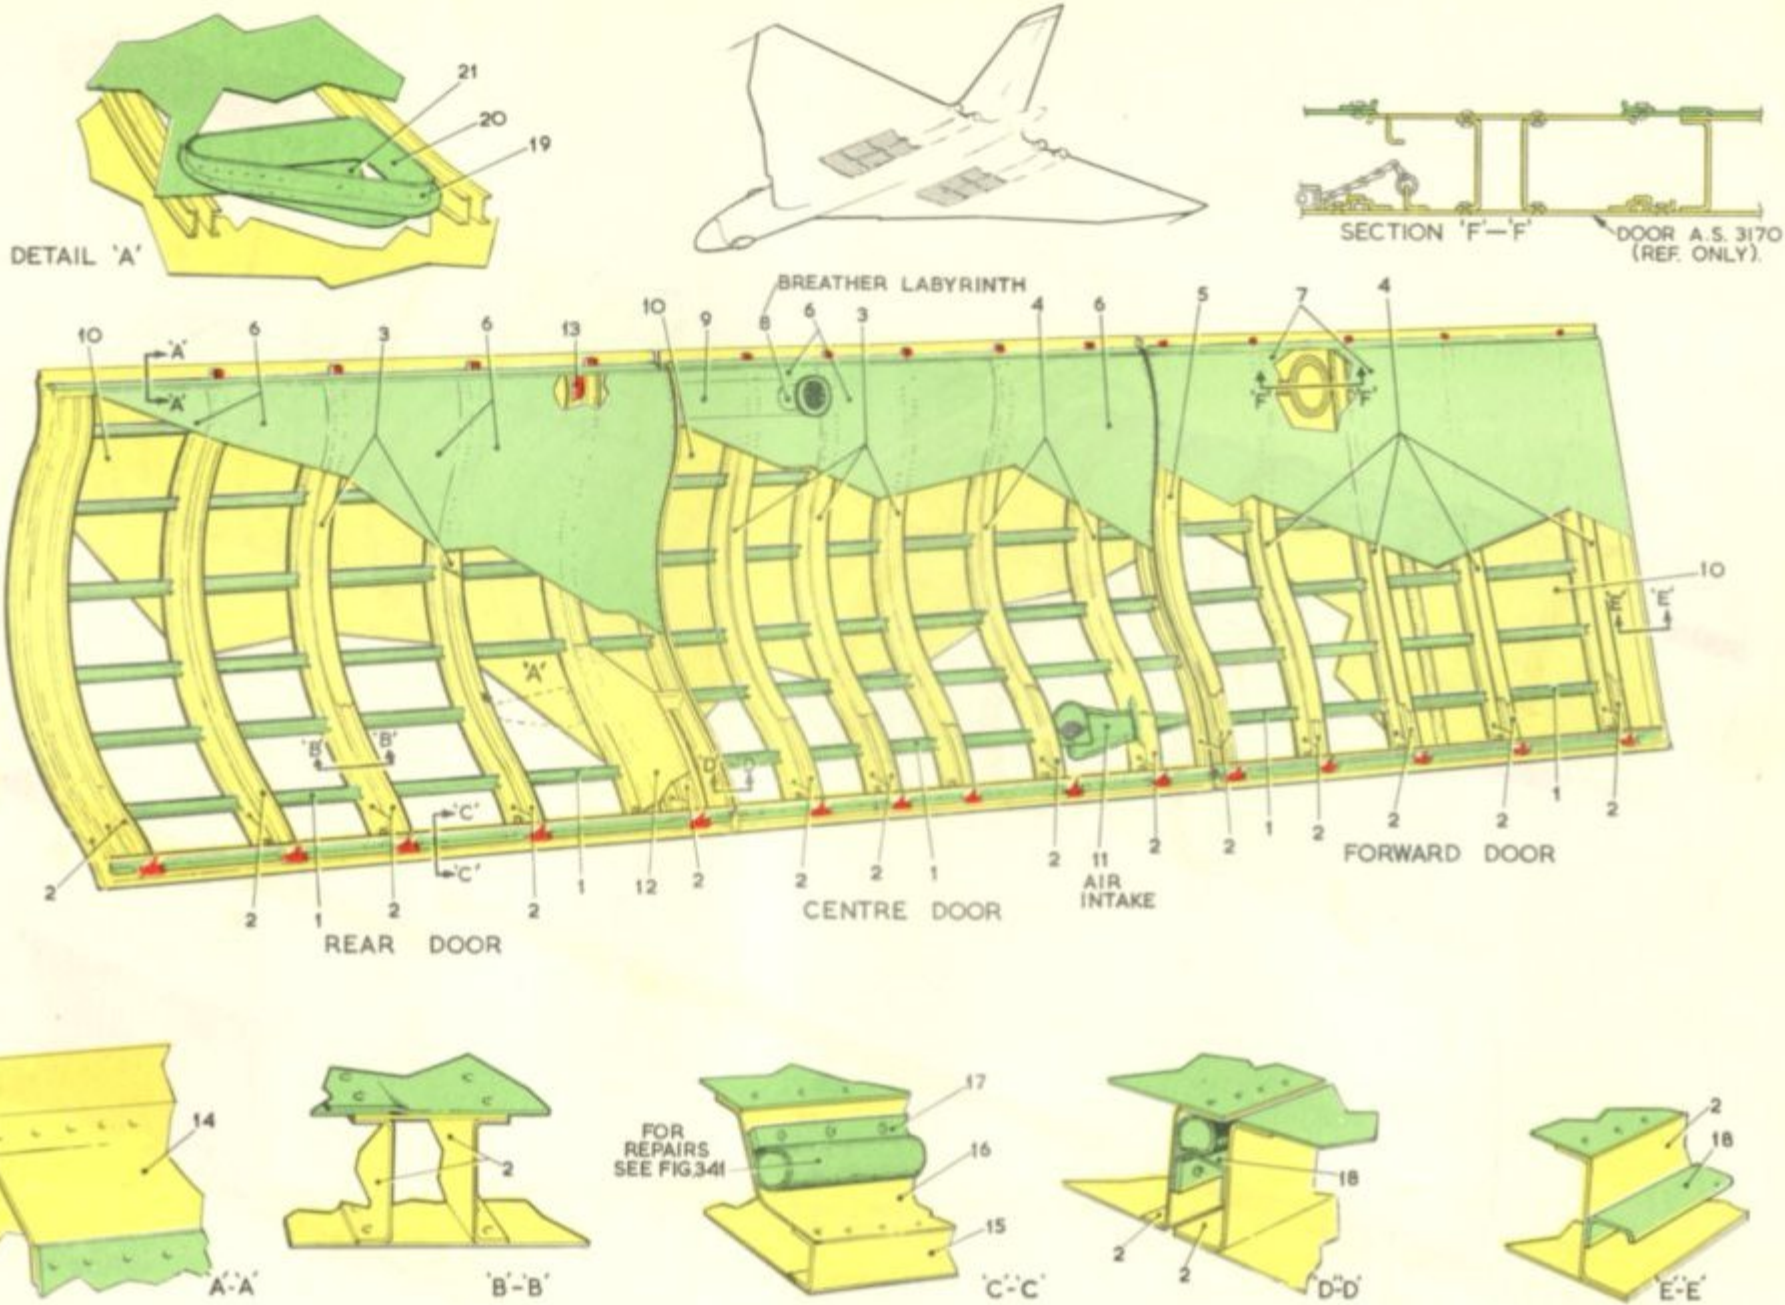 21
20
19
DETAIL 'A'
SECTION 'F'—'F'
DOOR A.S. 3170
(REF. ONLY).
BREATHER LABYRINTH
10
'A'
'A'
6
3
6
13
10
9
8
6
3
4
6
5
7
4
'F'
'F'
10
'E'
'E'
'A'
'B'
'B'
'C'
'C'
'D'
'D'
2
2
1
2
2
1
12
2
2
2
1
2
11
AIR
INTAKE
2
2
1
2
2
2
1
2
REAR DOOR
CENTRE DOOR
FORWARD DOOR
14
'A'-'A'
2
'B'-'B'
FOR
REPAIRS
SEE FIG.341
17
16
15
'C'-'C'
18
2
2
'D'-'D'
2
18
'E'-'E'